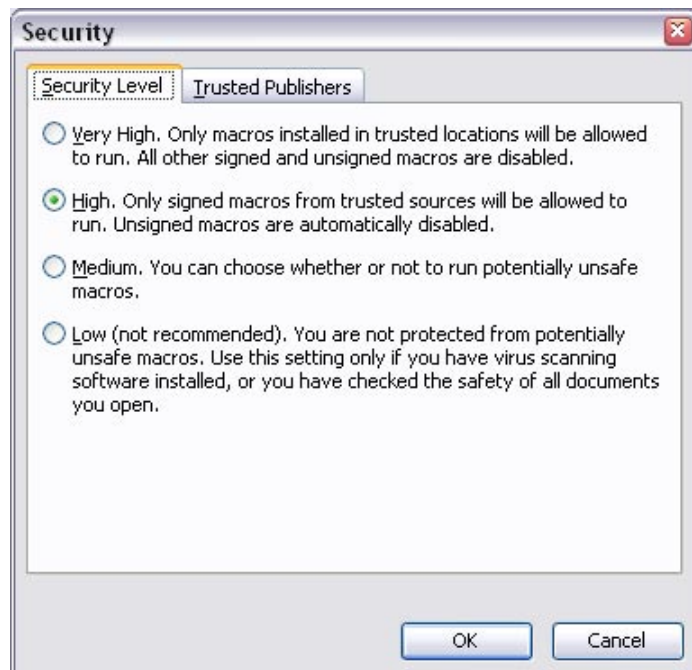 Security
Security Level
Trusted Publishers
Very High. Only macros installed in trusted locations will be allowed
to run. All other signed and unsigned macros are disabled.
High. Only signed macros from trusted sources will be allowed to
run. Unsigned macros are automatically disabled.
Medium. You can choose whether or not to run potentially unsafe
macros.
Low (not recommended). You are not protected from potentially
unsafe macros. Use this setting only if you have virus scanning
software installed, or you have checked the safety of all documents
you open.
OK
Cancel